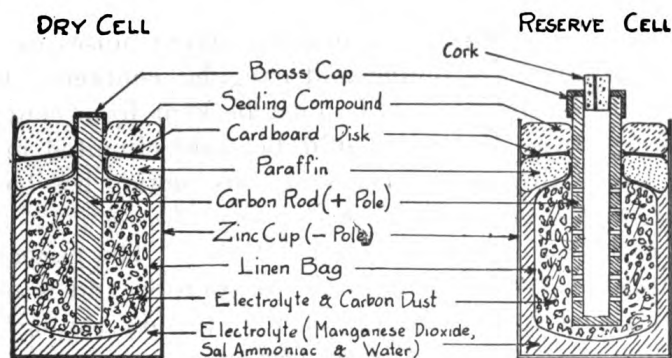 DRY CELL
RESERVE CELL
Cork
Brass Cap
Sealing Compound
Cardboard Disk
Paraffin
Carbon Rod (+ Pole)
Zinc Cup (– Pole)
Linen Bag
Electrolyte & Carbon Dust
Electrolyte (Manganese Dioxide,
Sal Ammoniac & Water)